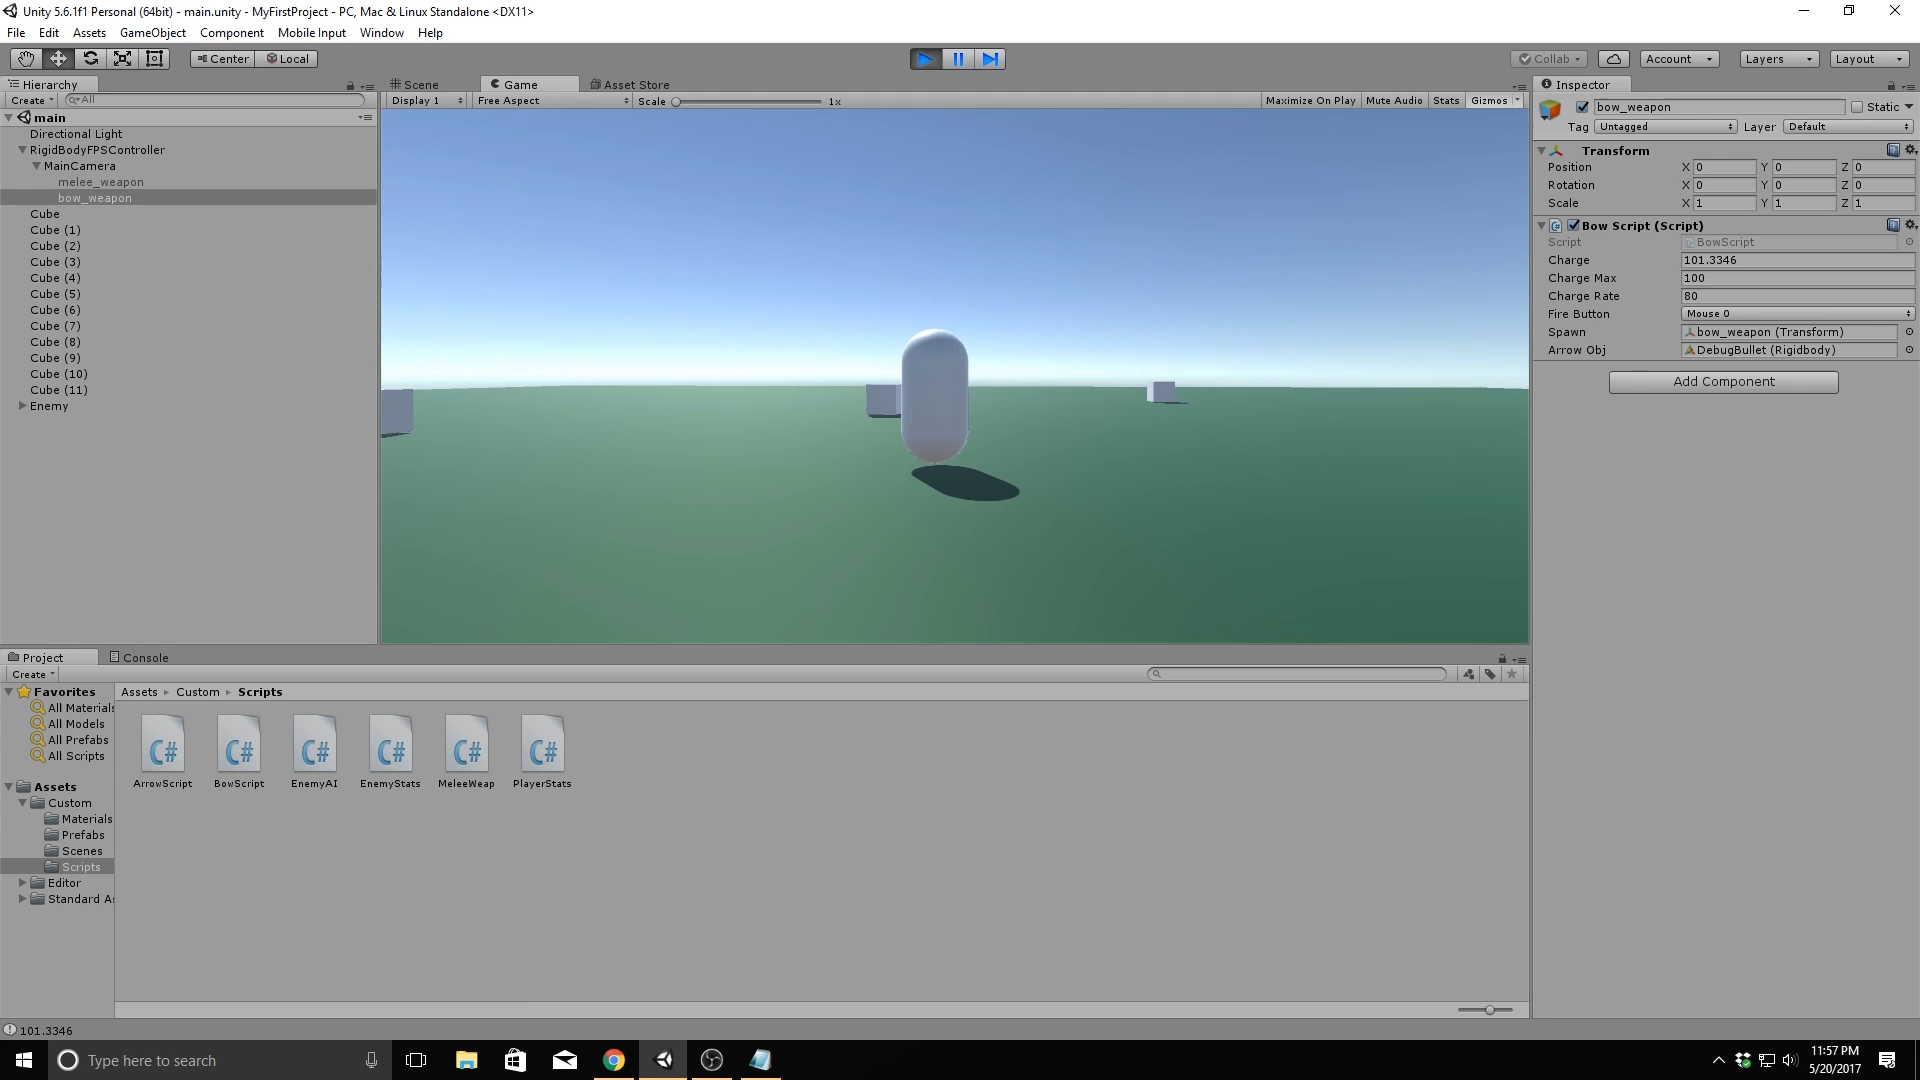 Unity 5.6.1f1 Personal (64bit) - main.unity - MyFirstProject - PC, Mac & Linux Standalone <DX11>
File Edit Assets GameObject Component Mobile Input Window Help
Center Local Collab Account Layers Layout
Hierarchy
Create All
main
Directional Light
RigidBodyFPSController
MainCamera
melee_weapon
bow_weapon
Cube
Cube (1)
Cube (2)
Cube (3)
Cube (4)
Cube (5)
Cube (6)
Cube (7)
Cube (8)
Cube (9)
Cube (10)
Cube (11)
Enemy
Scene Game Asset Store
Display 1 Free Aspect Scale 1x Maximize On Play Mute Audio Stats Gizmos
Inspector
bow_weapon Static
Tag Untagged Layer Default
Transform
Position X 0 Y 0 Z 0
Rotation X 0 Y 0 Z 0
Scale X 1 Y 1 Z 1
Bow Script (Script)
Script BowScript
Charge 101.3346
Charge Max 100
Charge Rate 80
Fire Button Mouse 0
Spawn bow_weapon (Transform)
Arrow Obj DebugBullet (Rigidbody)
Add Component
Project Console
Create
Favorites
All Materials
All Models
All Prefabs
All Scripts
Assets
Custom
Materials
Prefabs
Scenes
Scripts
Editor
Standard As
Assets Custom Scripts
C# C# C# C# C# C#
ArrowScript BowScript EnemyAI EnemyStats MeleeWeap PlayerStats
101.3346
Type here to search
11:57 PM
5/20/2017